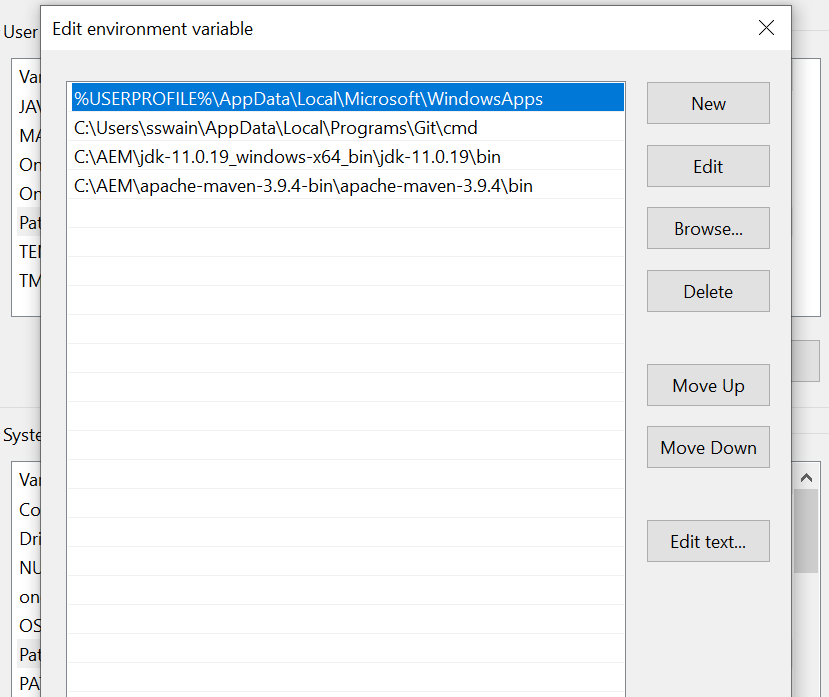 Edit environment variable
User
Va
JAV
MA
On
On
Pat
TEM
TM
%USERPROFILE%\AppData\Local\Microsoft\WindowsApps
C:\Users\sswain\AppData\Local\Programs\Git\cmd
C:\AEM\jdk-11.0.19_windows-x64_bin\jdk-11.0.19\bin
C:\AEM\apache-maven-3.9.4-bin\apache-maven-3.9.4\bin
New
Edit
Browse...
Delete
Move Up
Move Down
Edit text...
Syste
Va
Co
Dri
NU
on
OS
Pat
PA